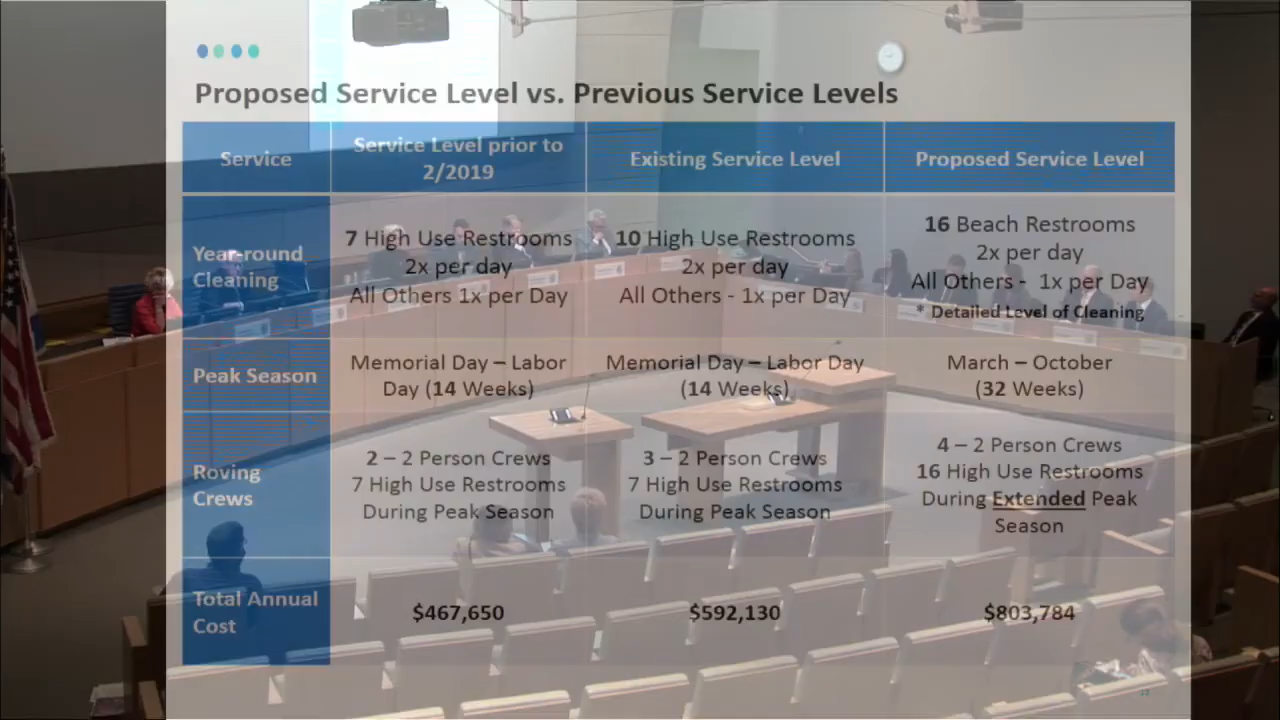 Proposed Service Level vs. Previous Service Levels
Service
Service Level prior to
2/2019
Existing Service Level
Proposed Service Level
Year-round
Cleaning
7 High Use Restrooms
2x per day
All Others 1x per Day
10 High Use Restrooms
2x per day
All Others - 1x per Day
16 Beach Restrooms
2x per day
All Others - 1x per Day
* Detailed Level of Cleaning
Peak Season
Memorial Day – Labor
Day (14 Weeks)
Memorial Day – Labor Day
(14 Weeks)
March – October
(32 Weeks)
Roving
Crews
2 – 2 Person Crews
7 High Use Restrooms
During Peak Season
3 – 2 Person Crews
7 High Use Restrooms
During Peak Season
4 – 2 Person Crews
16 High Use Restrooms
During Extended Peak
Season
Total Annual
Cost
$467,650
$592,130
$803,784